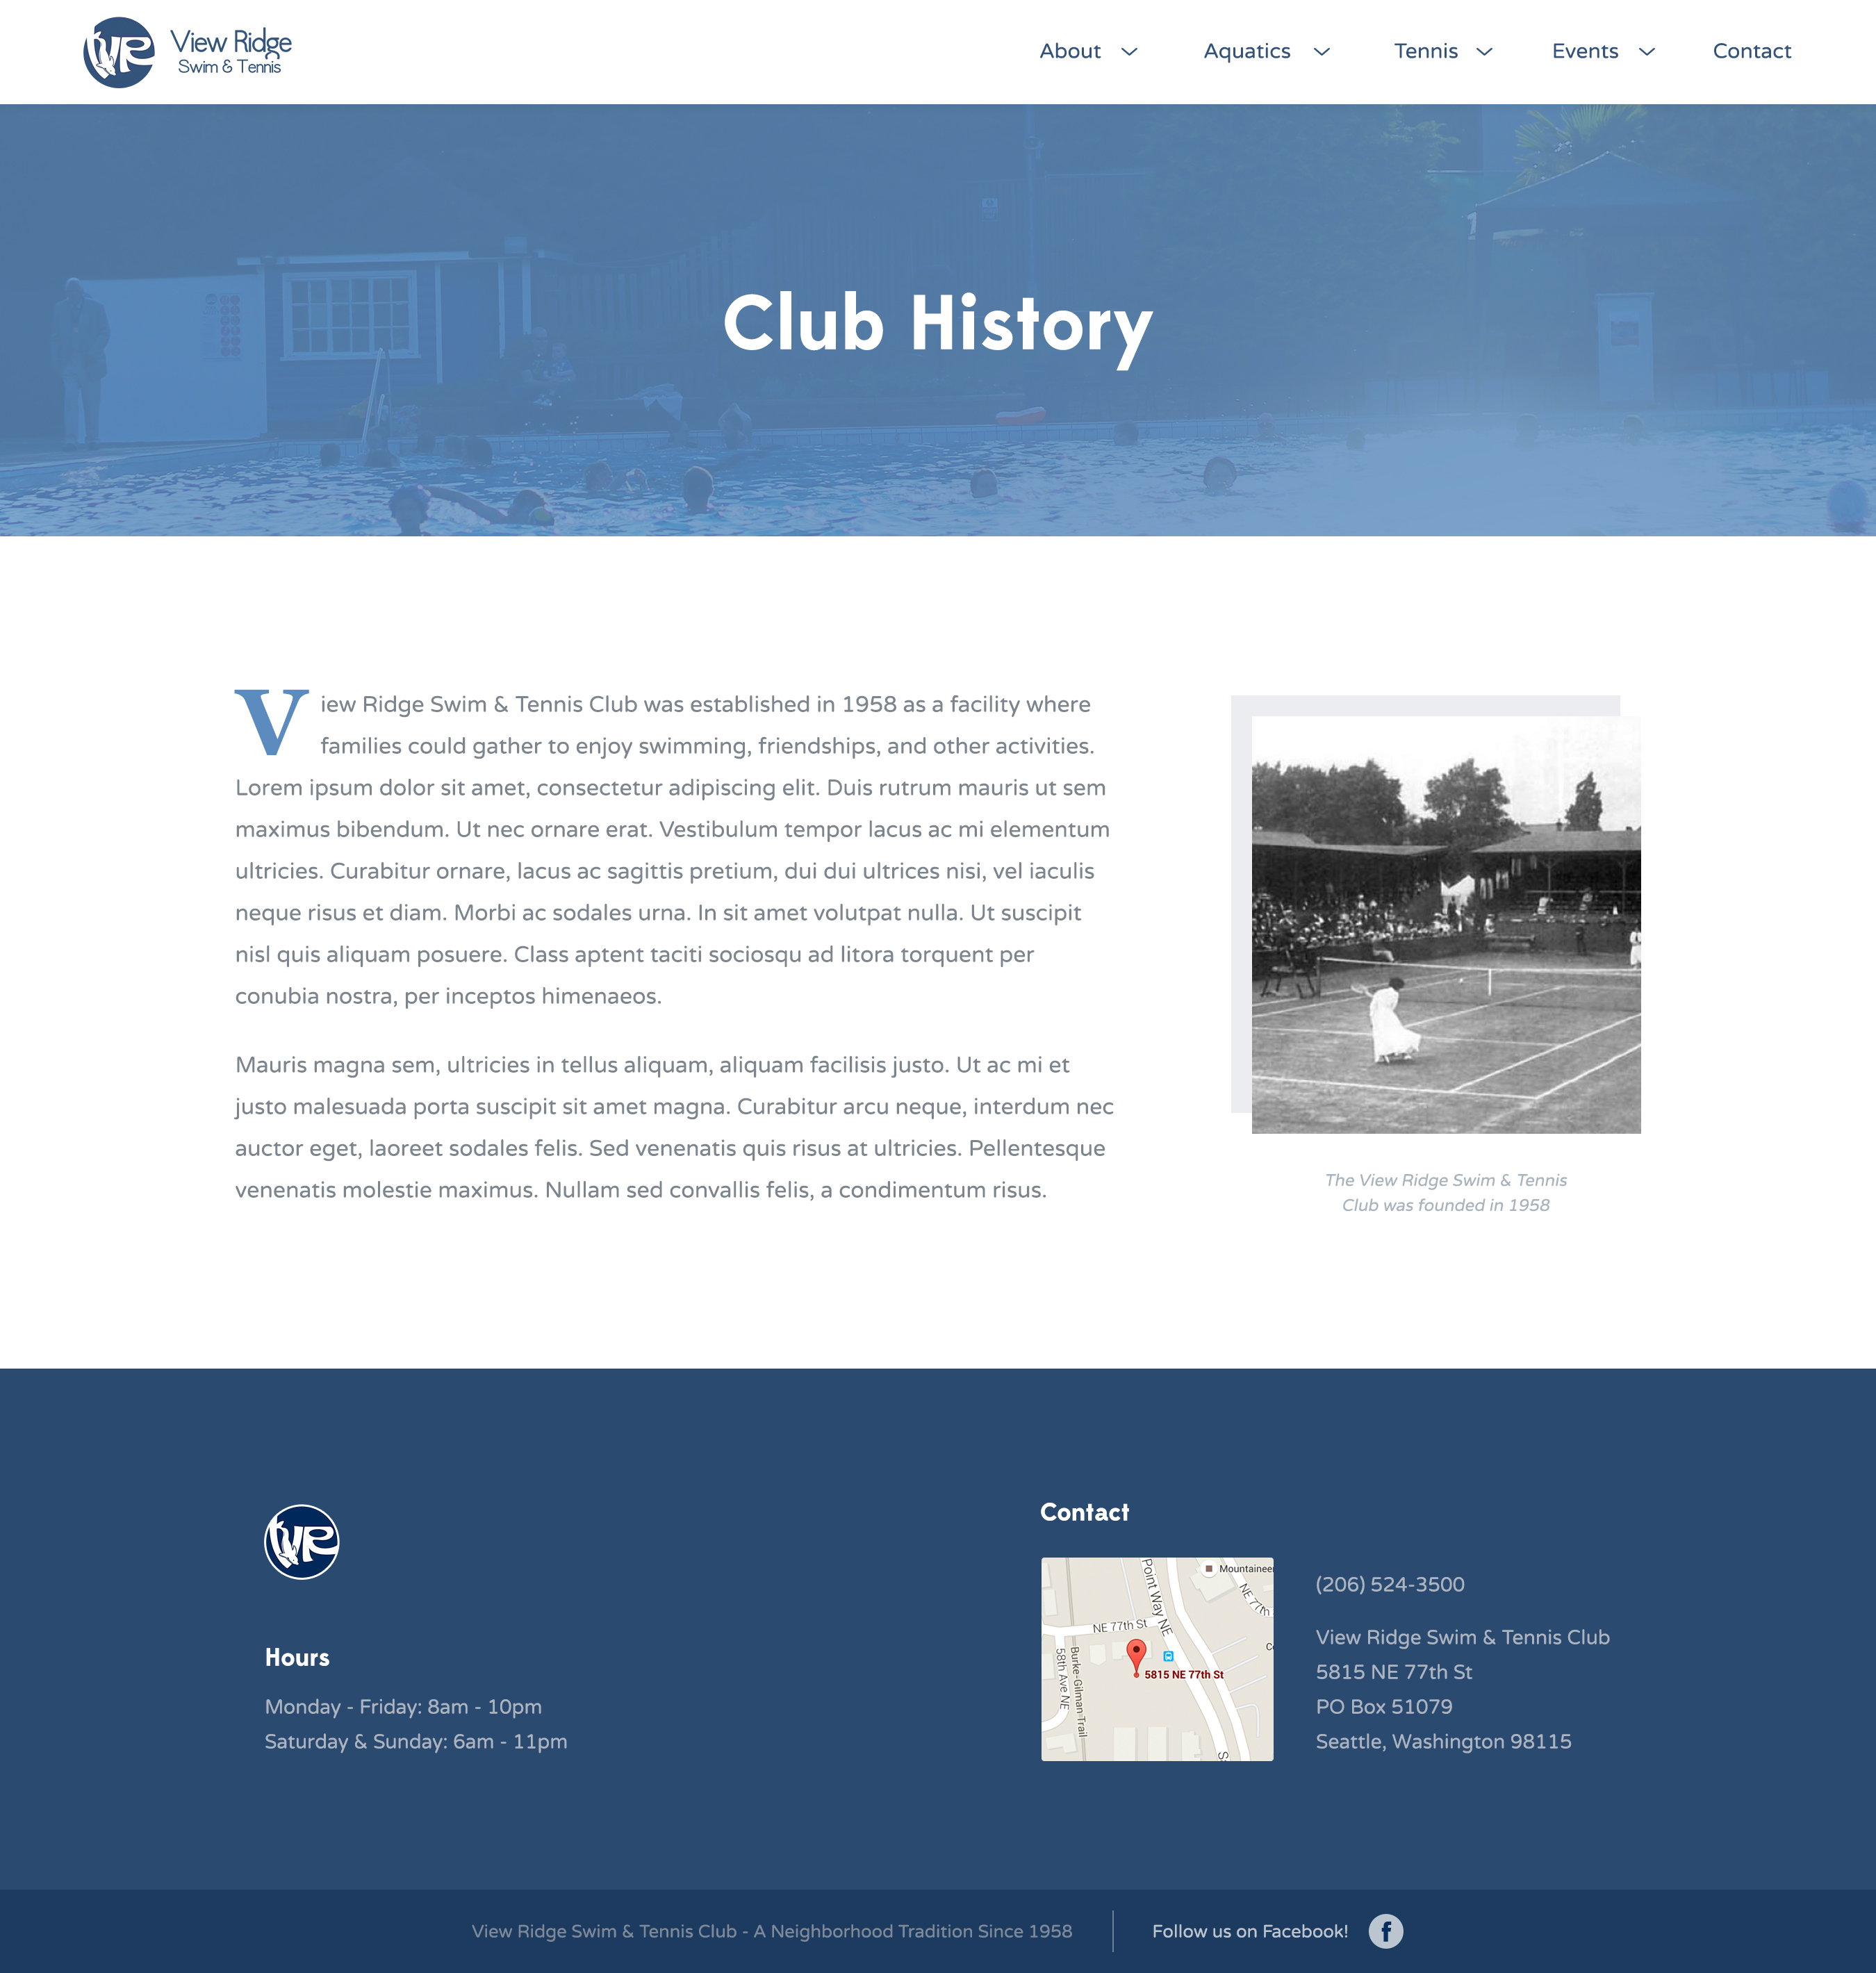 View Ridge
Swim & Tennis
About
Aquatics
Tennis
Events
Contact
Club History
View Ridge Swim & Tennis Club was established in 1958 as a facility where
families could gather to enjoy swimming, friendships, and other activities.
Lorem ipsum dolor sit amet, consectetur adipiscing elit. Duis rutrum mauris ut sem
maximus bibendum. Ut nec ornare erat. Vestibulum tempor lacus ac mi elementum
ultricies. Curabitur ornare, lacus ac sagittis pretium, dui dui ultrices nisi, vel iaculis
neque risus et diam. Morbi ac sodales urna. In sit amet volutpat nulla. Ut suscipit
nisl quis aliquam posuere. Class aptent taciti sociosqu ad litora torquent per
conubia nostra, per inceptos himenaeos.
Mauris magna sem, ultricies in tellus aliquam, aliquam facilisis justo. Ut ac mi et
justo malesuada porta suscipit sit amet magna. Curabitur arcu neque, interdum nec
auctor eget, laoreet sodales felis. Sed venenatis quis risus at ultricies. Pellentesque
venenatis molestie maximus. Nullam sed convallis felis, a condimentum risus.
The View Ridge Swim & Tennis
Club was founded in 1958
VR
Hours
Monday - Friday: 8am - 10pm
Saturday & Sunday: 6am - 11pm
Contact
Mountaineer
Point Way NE
NE 77th
NE 77th St
58th Ave NE
Burke-Gilman Trail
5815 NE 77th St
(206) 524-3500
View Ridge Swim & Tennis Club
5815 NE 77th St
PO Box 51079
Seattle, Washington 98115
View Ridge Swim & Tennis Club - A Neighborhood Tradition Since 1958
Follow us on Facebook!